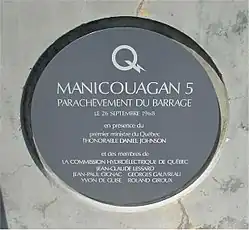 MANICOUAGAN 5
PARACHÈVEMENT DU BARRAGE
LE 26 SEPTEMBRE 1968
en présence du
premier ministre du Québec
l'HONORABLE DANIEL JOHNSON
et des membres de
LA COMMISSION HYDROÉLECTRIQUE DE QUÉBEC
JEAN-CLAUDE LESSARD
JEAN-PAUL GIGNAC GEORGES GAUVREAU
YVON DE GUISE ROLAND GIROUX